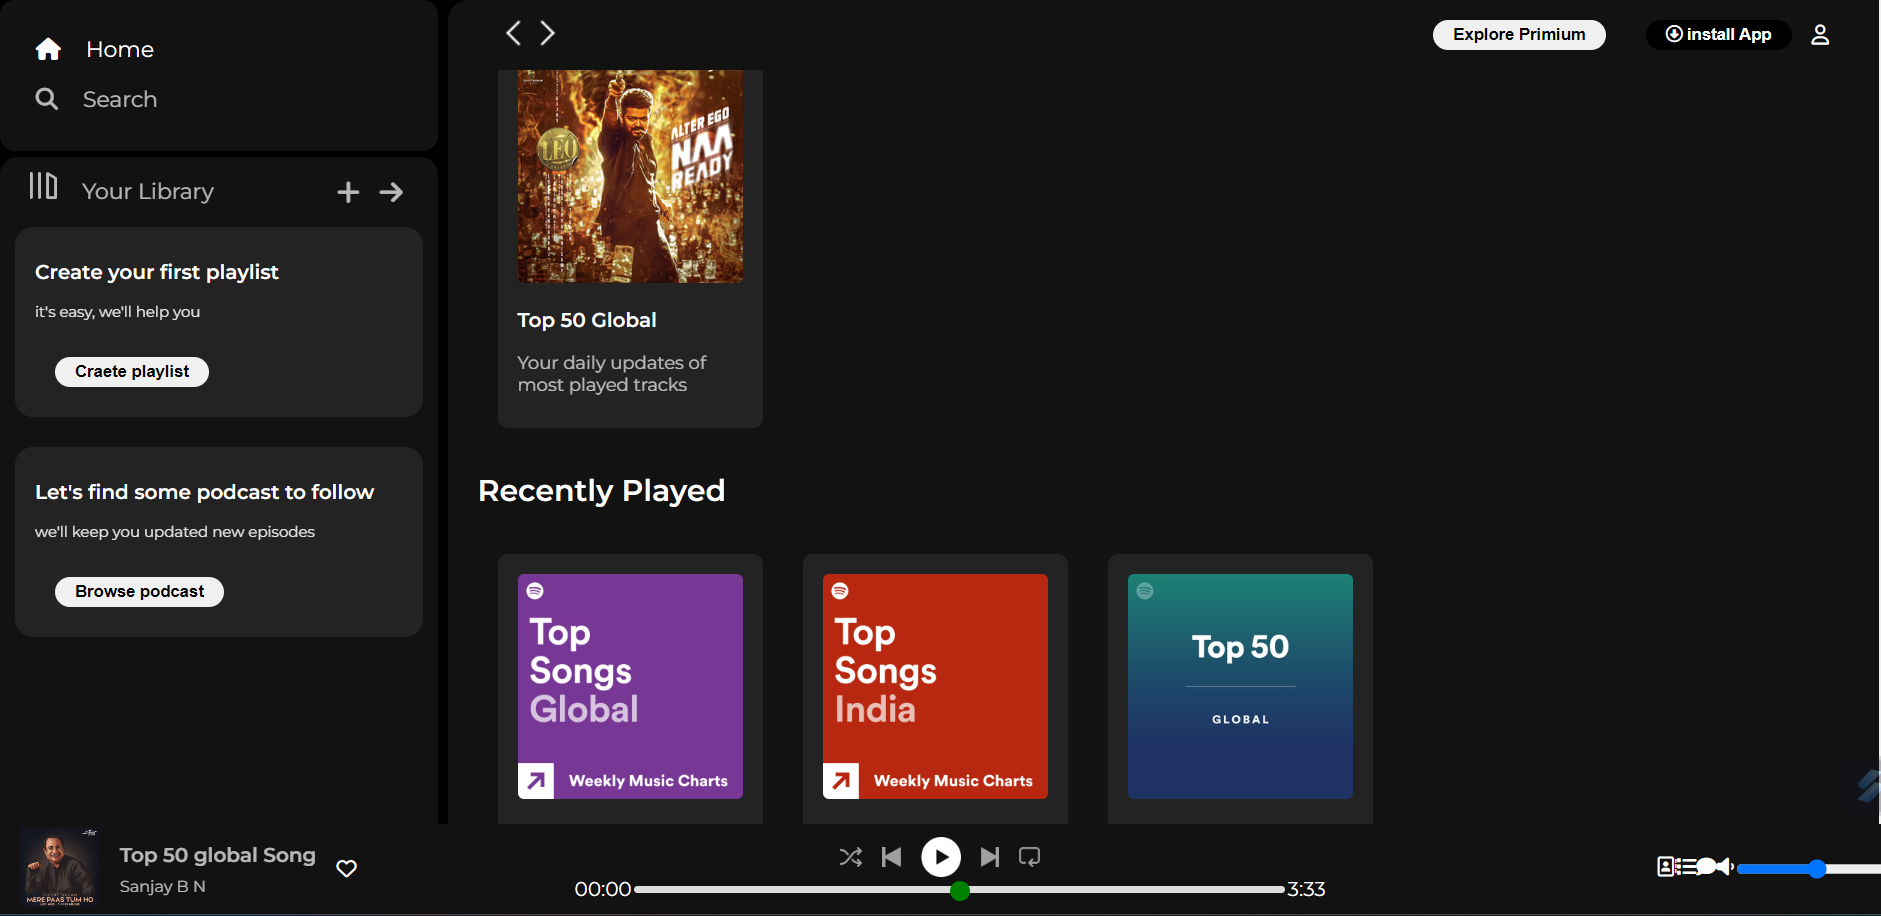 Home
Search
Your Library
Create your first playlist
it's easy, we'll help you
Craete playlist
Let's find some podcast to follow
we'll keep you updated new episodes
Browse podcast
Explore Primium
install App
LEO
ALTER EGO
NAA
READY
Top 50 Global
Your daily updates of
most played tracks
Recently Played
Top
Songs
Global
Weekly Music Charts
Top
Songs
India
Weekly Music Charts
Top 50
GLOBAL
MERE PAAS TUM HO
Top 50 global Song
Sanjay B N
00:00
3:33